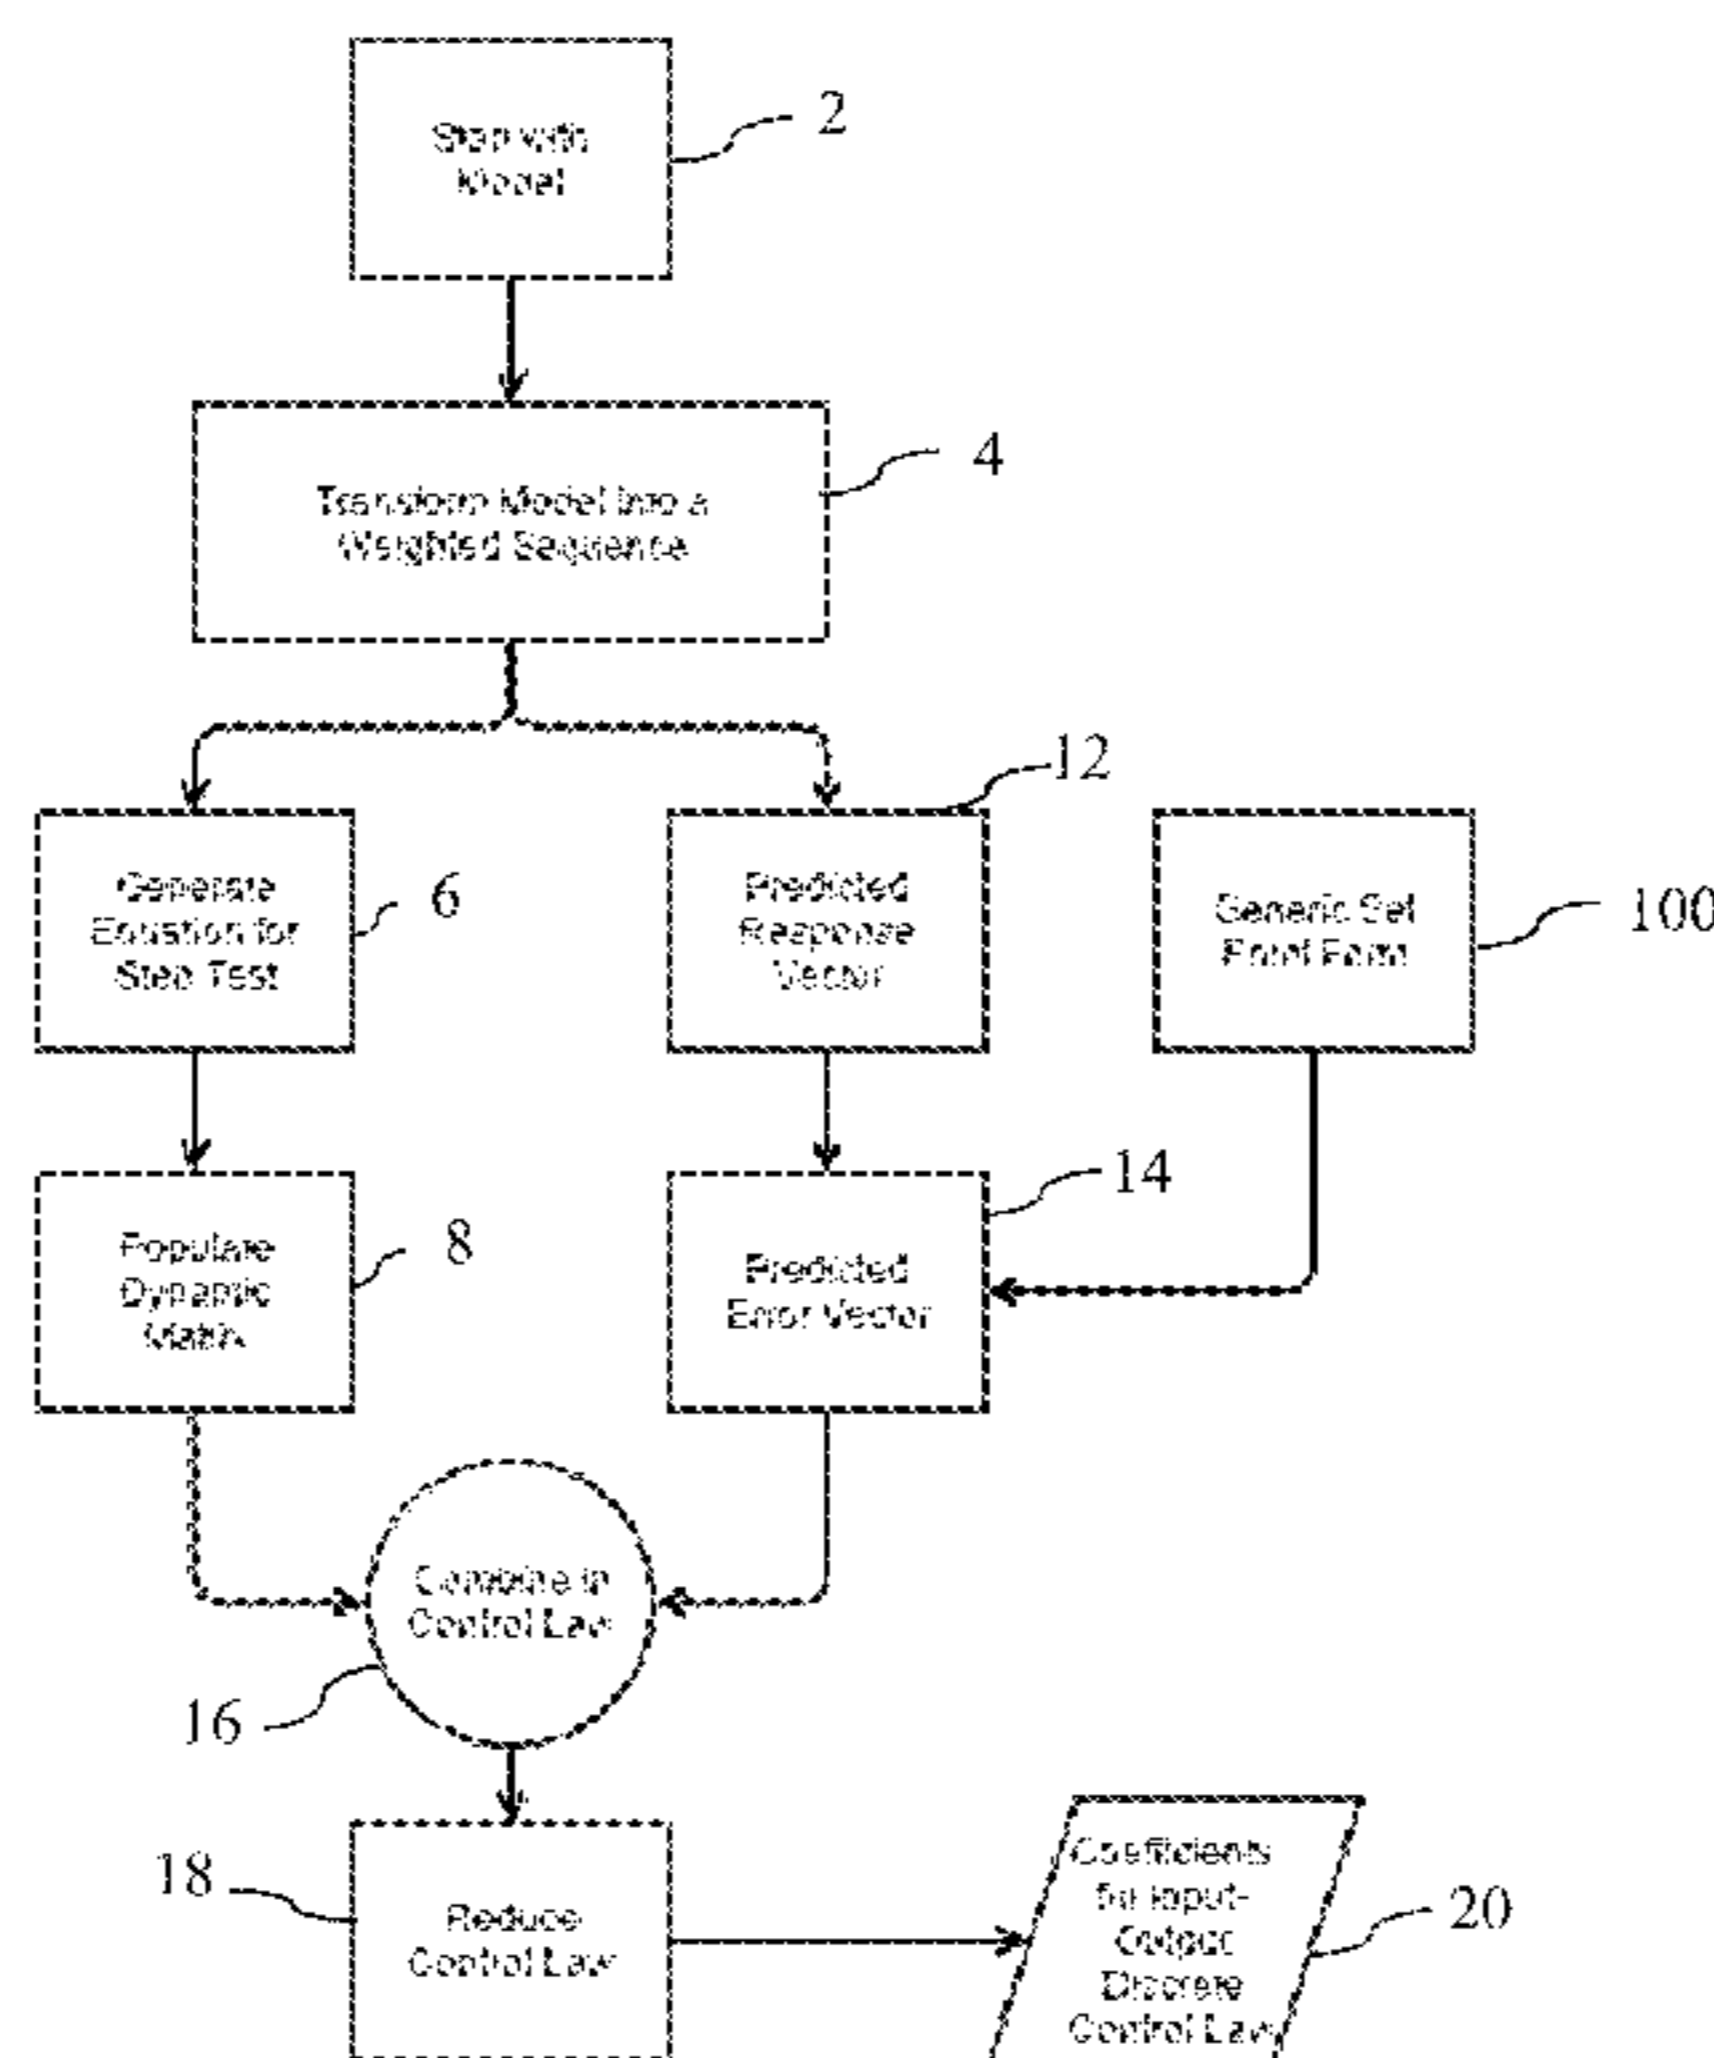 Start with
Model
2
Transform Model into a
Weighted Sequence
4
12
Generate
Equation for
Step Test
6
Predicted
Response
Vector
Generic Set
Point Form
100
Populate
Dynamic
Matrix
8
Predicted
Error Vector
14
Combine in
Control Law
16
18
Reduce
Control Law
Coefficients
for Input-
Output
Discrete
Control Law
20